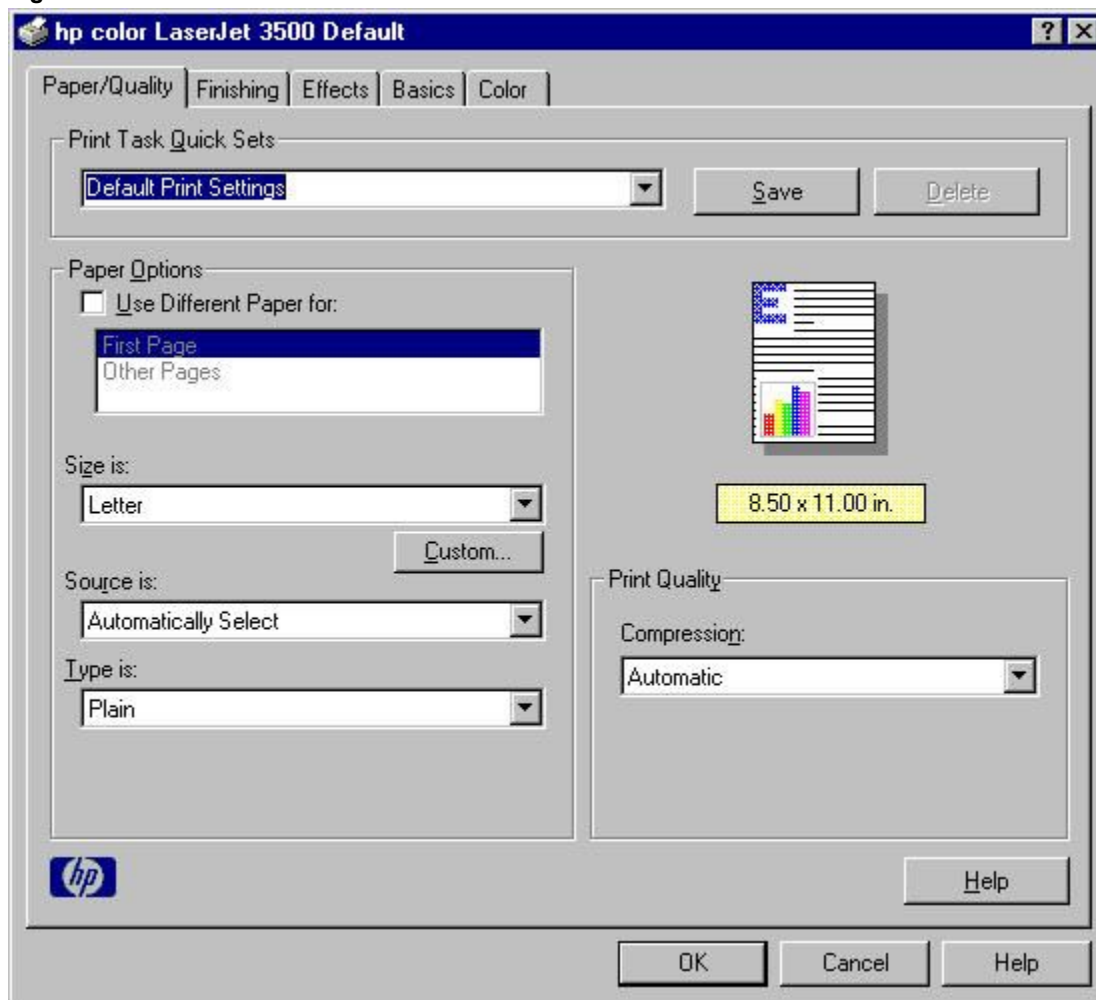 hp color LaserJet 3500 Default
Paper/Quality Finishing Effects Basics Color
Print Task Quick Sets
Default Print Settings
Save
Delete
Paper Options
Use Different Paper for:
First Page
Other Pages
Size is:
Letter
Custom...
Source is:
Automatically Select
Type is:
Plain
E
8.50 x 11.00 in.
Print Quality
Compression:
Automatic
hp
Help
OK
Cancel
Help